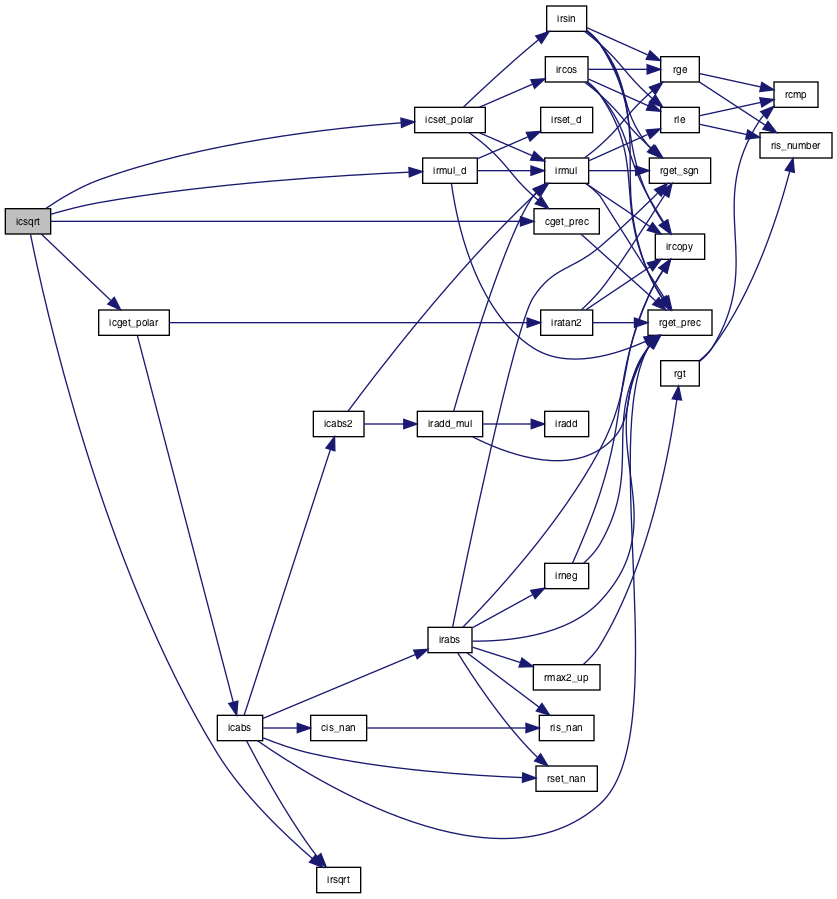 irsin
ircos
rge
rcmp
icset_polar
irset_d
rle
ris_number
irmul_d
irmul
rget_sgn
icsqrt
cget_prec
ircopy
icget_polar
iratan2
rget_prec
rgt
icabs2
iradd_mul
iradd
irneg
irabs
rmax2_up
icabs
cis_nan
ris_nan
rset_nan
irsqrt